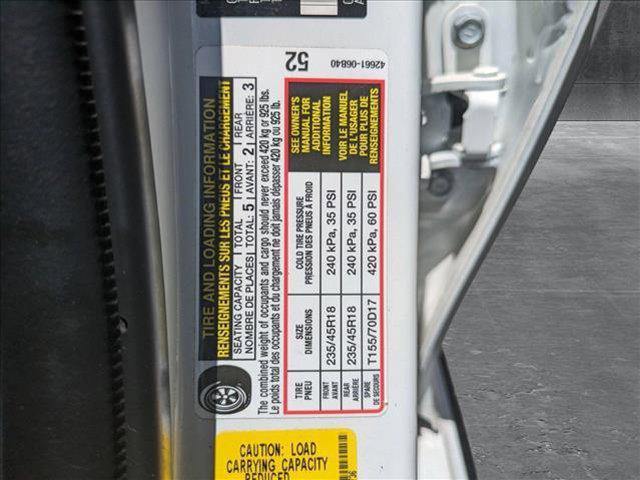 TIRE AND LOADING INFORMATION
RENSEIGNEMENTS SUR LES PNEUS ET LE CHARGEMENT
SEATING CAPACITY TOTAL 5 FRONT 2 REAR 3
NOMBRE DE PLACES TOTAL: AVANT: ARRIÈRE:
The combined weight of occupants and cargo should never exceed 420 kg or 925 lbs.
Le poids total des occupants et du chargement ne doit jamais dépasser 420 kg ou 925 lb.
TIRE
PNEU
SIZE
DIMENSIONS
COLD TIRE PRESSURE
PRESSION DES PNEUS À FROID
FRONT
AVANT
235/45R18
240 kPa, 35 PSI
REAR
ARRIÈRE
235/45R18
240 kPa, 35 PSI
SPARE
DE SECOURS
T155/70D17
420 kPa, 60 PSI
SEE OWNER'S
MANUAL FOR
ADDITIONAL
INFORMATION
VOIR LE MANUEL
DE L'USAGER
POUR PLUS DE
RENSEIGNEMENTS
52
42661-06B40
CAUTION: LOAD
CARRYING CAPACITY
REDUCED